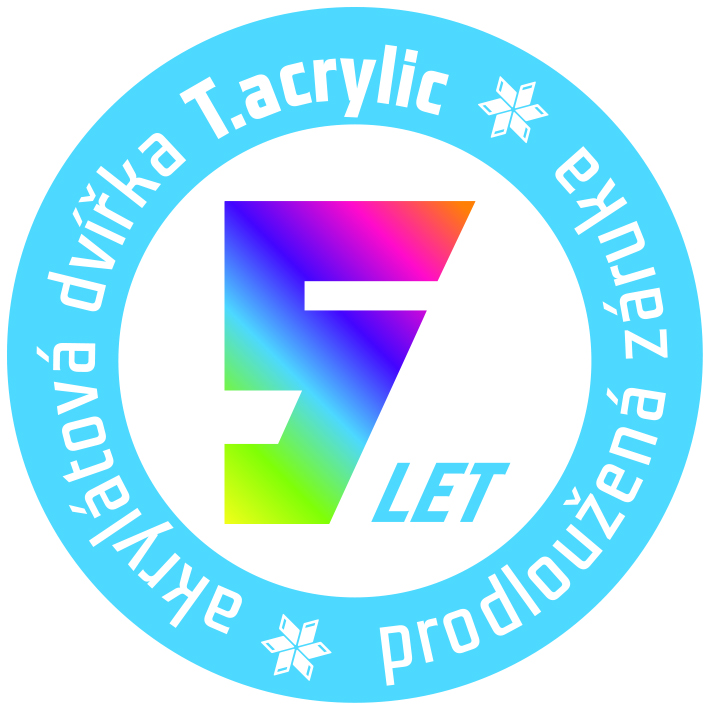 akrylátová dvířka T.acrylic
prodloužená záruka
5
LET